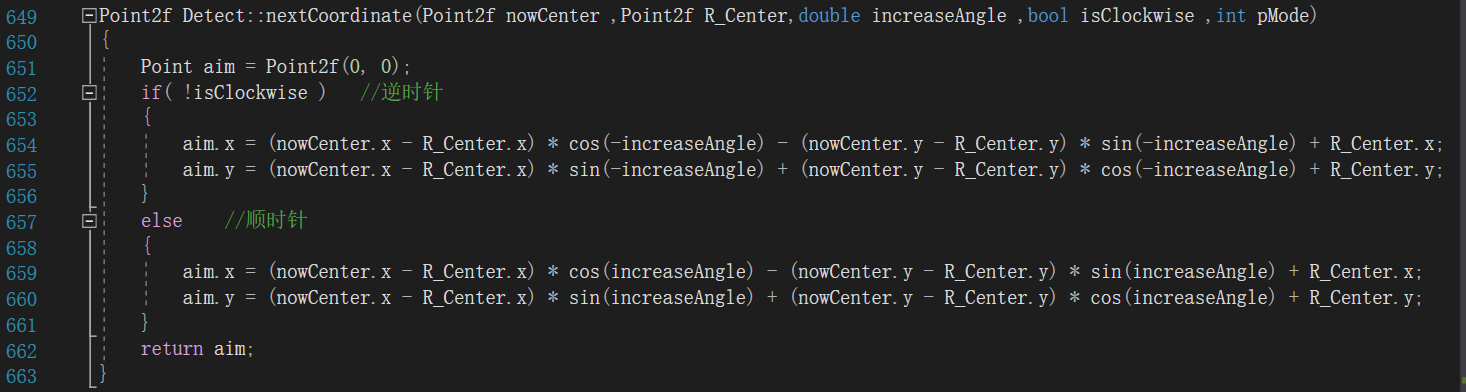 649 Point2f Detect::nextCoordinate(Point2f nowCenter ,Point2f R_Center,double increaseAngle ,bool isClockwise ,int pMode)
650 {
651 Point aim = Point2f(0, 0);
652 if( !isClockwise ) //逆时针
653 {
654 aim.x = (nowCenter.x - R_Center.x) * cos(-increaseAngle) - (nowCenter.y - R_Center.y) * sin(-increaseAngle) + R_Center.x;
655 aim.y = (nowCenter.x - R_Center.x) * sin(-increaseAngle) + (nowCenter.y - R_Center.y) * cos(-increaseAngle) + R_Center.y;
656 }
657 else //顺时针
658 {
659 aim.x = (nowCenter.x - R_Center.x) * cos(increaseAngle) - (nowCenter.y - R_Center.y) * sin(increaseAngle) + R_Center.x;
660 aim.y = (nowCenter.x - R_Center.x) * sin(increaseAngle) + (nowCenter.y - R_Center.y) * cos(increaseAngle) + R_Center.y;
661 }
662 return aim;
663 }